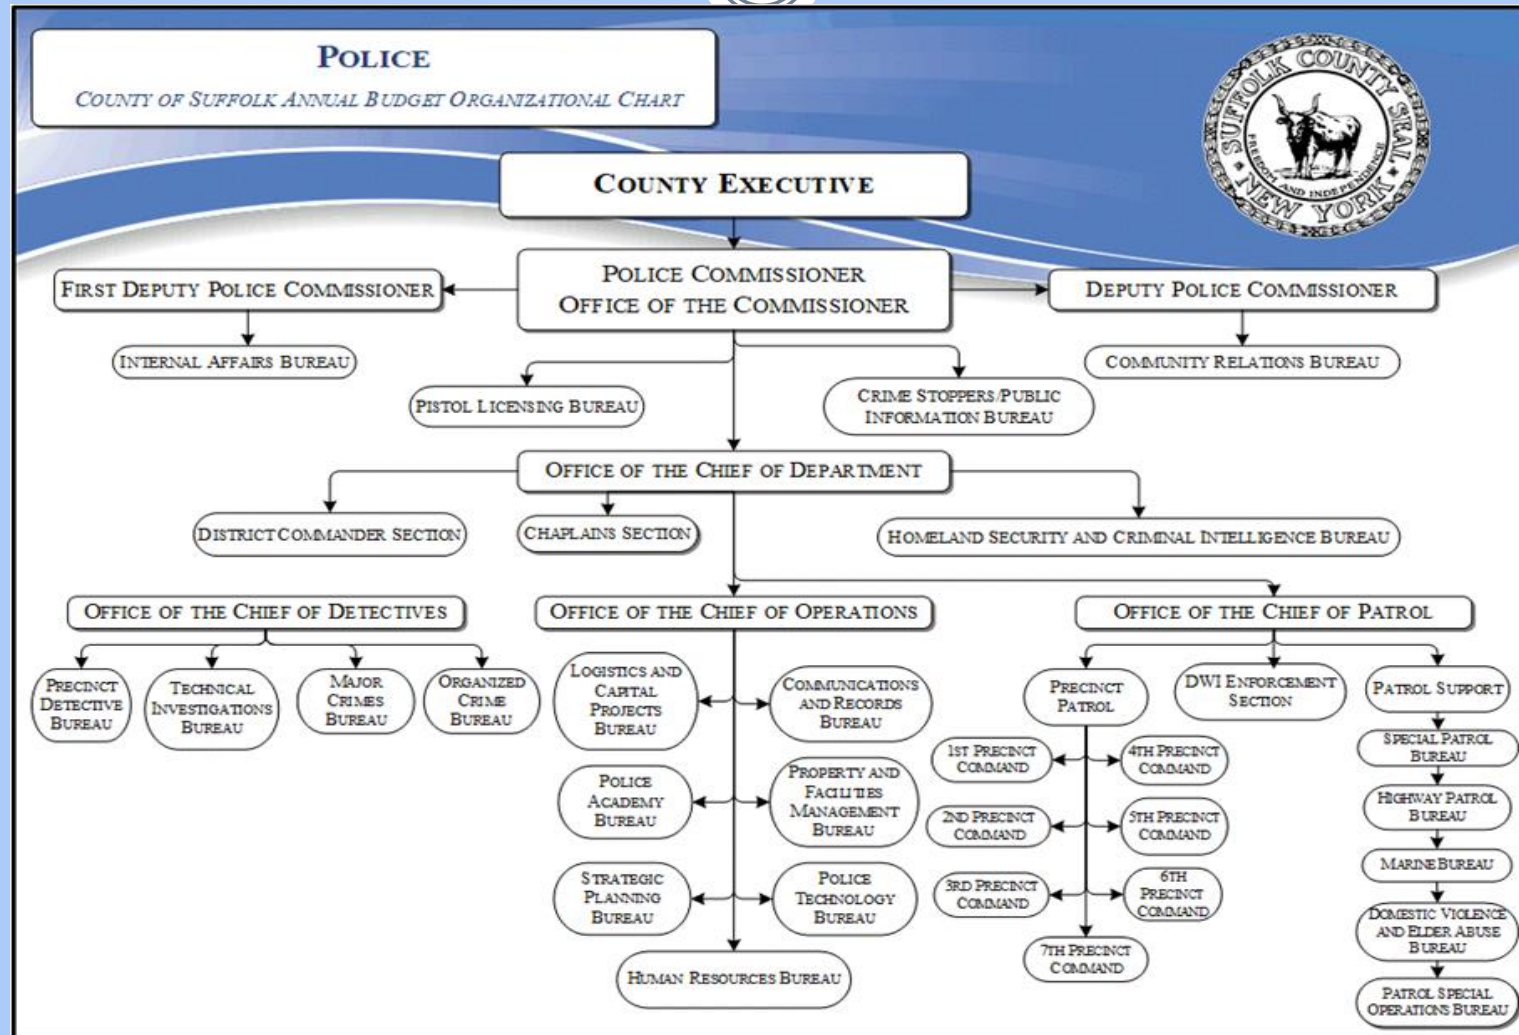 POLICE
COUNTY OF SUFFOLK ANNUAL BUDGET ORGANIZATIONAL CHART
SUFFOLK COUNTY SEAL
FREEDOM AND INDEPENDENCE
NEW YORK
COUNTY EXECUTIVE
POLICE COMMISSIONER
OFFICE OF THE COMMISSIONER
FIRST DEPUTY POLICE COMMISSIONER
DEPUTY POLICE COMMISSIONER
INTERNAL AFFAIRS BUREAU
COMMUNITY RELATIONS BUREAU
PISTOL LICENSING BUREAU
CRIME STOPPERS/PUBLIC
INFORMATION BUREAU
OFFICE OF THE CHIEF OF DEPARTMENT
DISTRICT COMMANDER SECTION
CHAPLAINS SECTION
HOMELAND SECURITY AND CRIMINAL INTELLIGENCE BUREAU
OFFICE OF THE CHIEF OF DETECTIVES
OFFICE OF THE CHIEF OF OPERATIONS
OFFICE OF THE CHIEF OF PATROL
PRECINCT
DETECTIVE
BUREAU
TECHNICAL
INVESTIGATIONS
BUREAU
MAJOR
CRIMES
BUREAU
ORGANIZED
CRIME
BUREAU
LOGISTICS AND
CAPITAL
PROJECTS
BUREAU
COMMUNICATIONS
AND RECORDS
BUREAU
POLICE
ACADEMY
BUREAU
PROPERTY AND
FACILITIES
MANAGEMENT
BUREAU
STRATEGIC
PLANNING
BUREAU
POLICE
TECHNOLOGY
BUREAU
HUMAN RESOURCES BUREAU
PRECINCT
PATROL
DWI ENFORCEMENT
SECTION
PATROL SUPPORT
1ST PRECINCT
COMMAND
4TH PRECINCT
COMMAND
2ND PRECINCT
COMMAND
5TH PRECINCT
COMMAND
3RD PRECINCT
COMMAND
6TH
PRECINCT
COMMAND
7TH PRECINCT
COMMAND
SPECIAL PATROL
BUREAU
HIGHWAY PATROL
BUREAU
MARINE BUREAU
DOMESTIC VIOLENCE
AND ELDER ABUSE
BUREAU
PATROL SPECIAL
OPERATIONS BUREAU